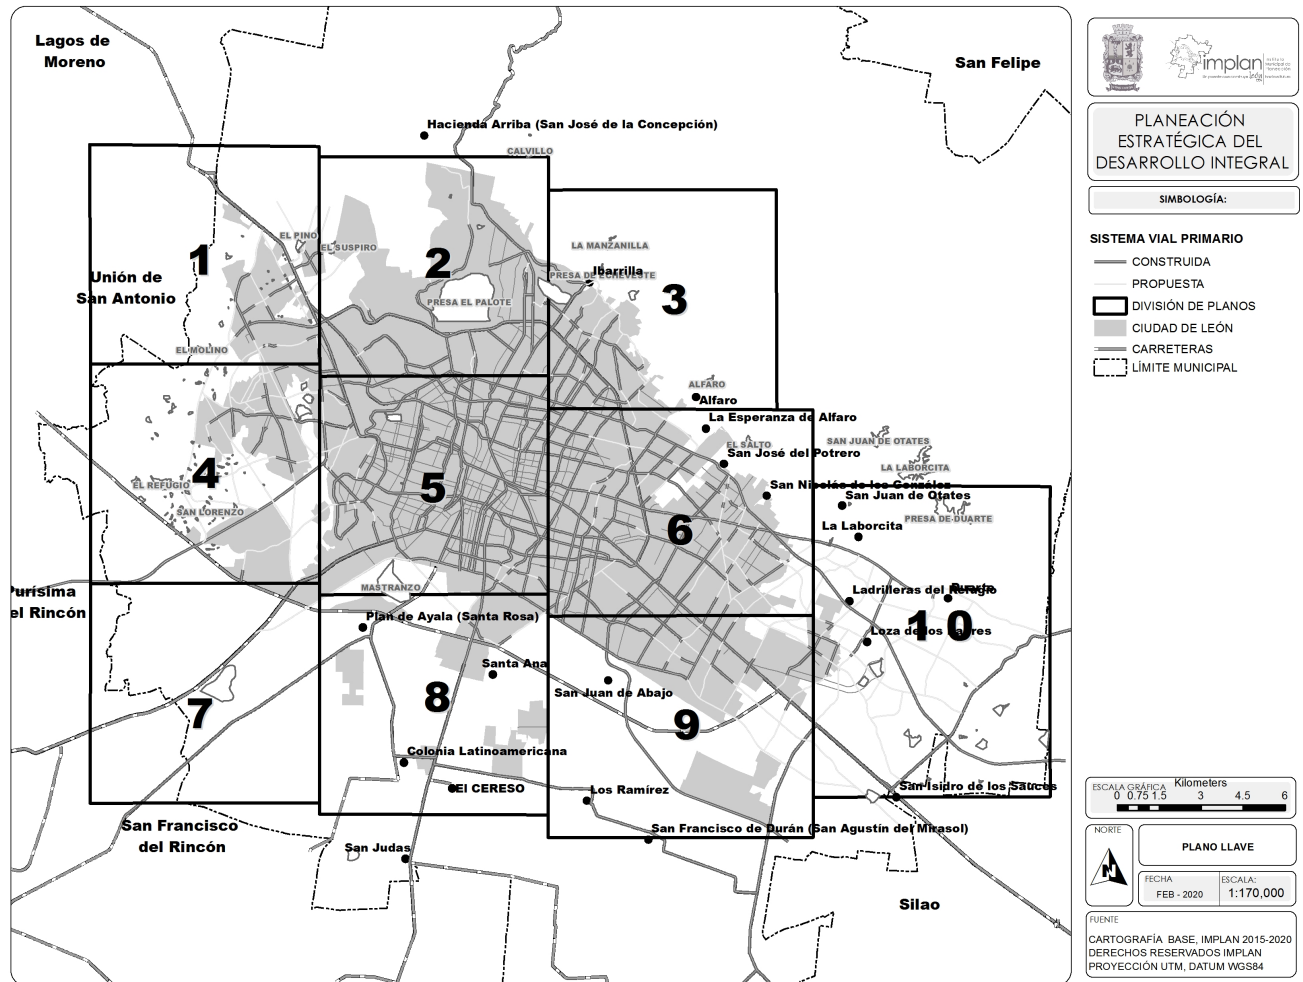 Lagos de
Moreno
San Felipe
Hacienda Arriba (San José de la Concepción)
CALVILLO
EL PINO
EL SUSPIRO
LA MANZANILLA
1
2
Ibarrilla
PRESA DE ECHEVESTE
3
Unión de
San Antonio
PRESA EL PALOTE
EL MOLINO
ALFARO
Alfaro
La Esperanza de Alfaro
EL SALTO
SAN JUAN DE OTATES
San José del Potrero
LA LABORCITA
4
EL REFUGIO
5
San Nicolás de los González
San Juan de Otates
SAN LORENZO
PRESA DE DUARTE
La Laborcita
6
MASTRANZO
Purísima
el Rincón
Ladrilleras del Refugio
Plan de Ayala (Santa Rosa)
10
Loza de los Padres
Santa Ana
San Juan de Abajo
7
8
9
Colonia Latinoamericana
El CERESO
Los Ramírez
San Isidro de los Sauces
San Francisco
del Rincón
San Francisco de Durán (San Agustín del Mirasol)
San Judas
Silao
implan
PLANEACIÓN
ESTRATÉGICA DEL
DESARROLLO INTEGRAL
SIMBOLOGÍA:
SISTEMA VIAL PRIMARIO
CONSTRUIDA
PROPUESTA
DIVISIÓN DE PLANOS
CIUDAD DE LEÓN
CARRETERAS
LÍMITE MUNICIPAL
ESCALA GRÁFICA
Kilometers
0 0.75 1.5 3 4.5 6
NORTE
N
PLANO LLAVE
FECHA
FEB - 2020
ESCALA:
1:170,000
FUENTE
CARTOGRAFÍA BASE, IMPLAN 2015-2020
DERECHOS RESERVADOS IMPLAN
PROYECCIÓN UTM, DATUM WGS84